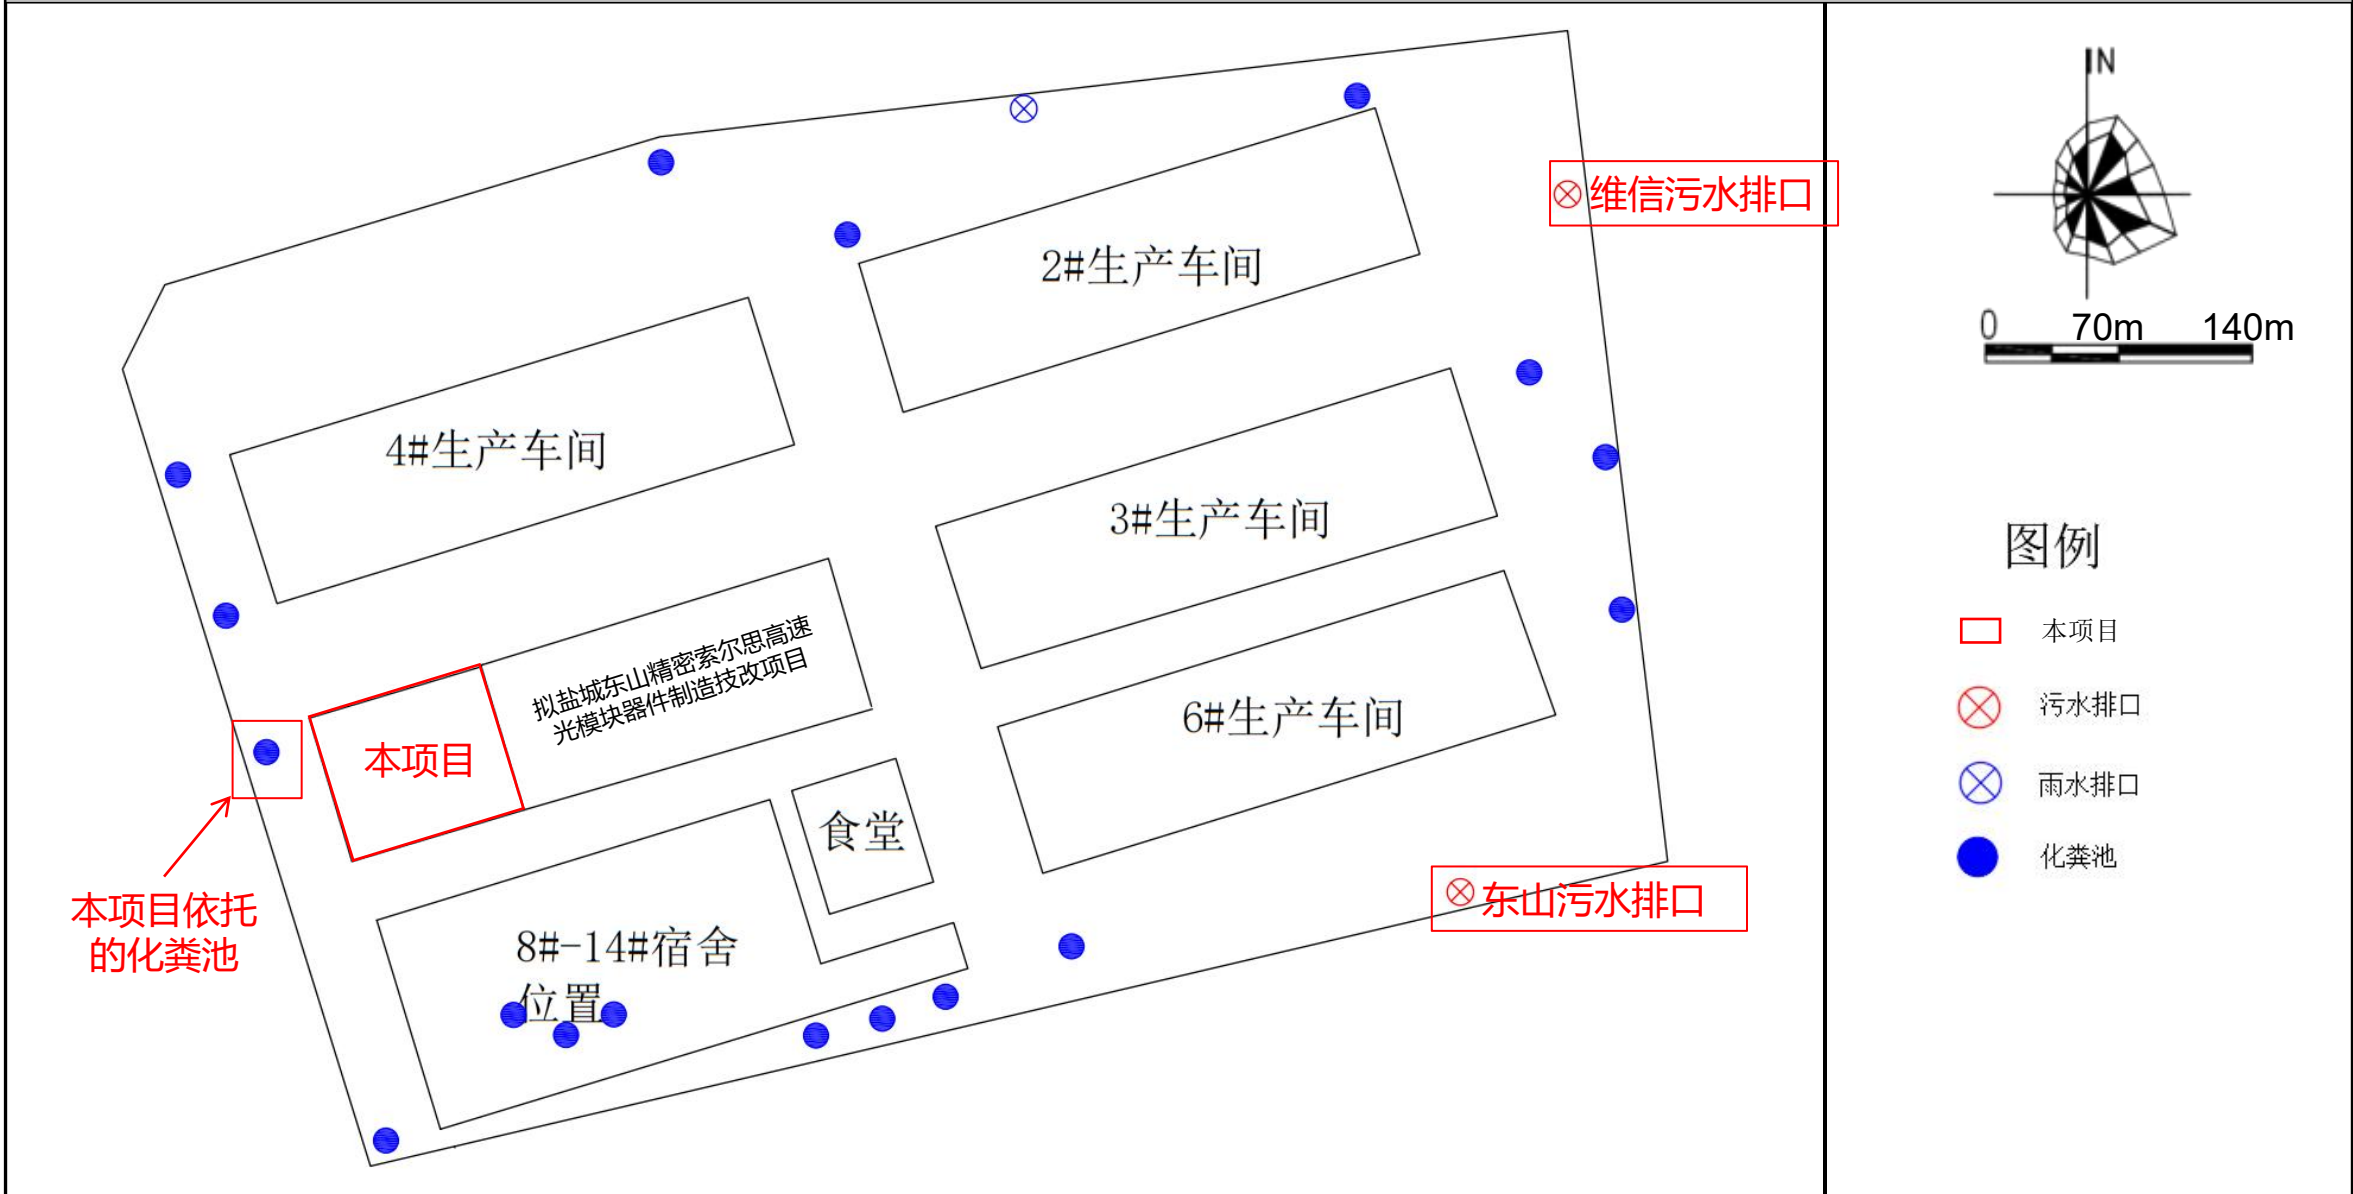 维信污水排口
2#生产车间
4#生产车间
3#生产车间
拟盐城东山精密索尔思高速
光模块器件制造技改项目
6#生产车间
本项目
食堂
本项目依托
的化粪池
东山污水排口
8#-14#宿舍
位置
N
0 70m 140m
图例
本项目
污水排口
雨水排口
化粪池